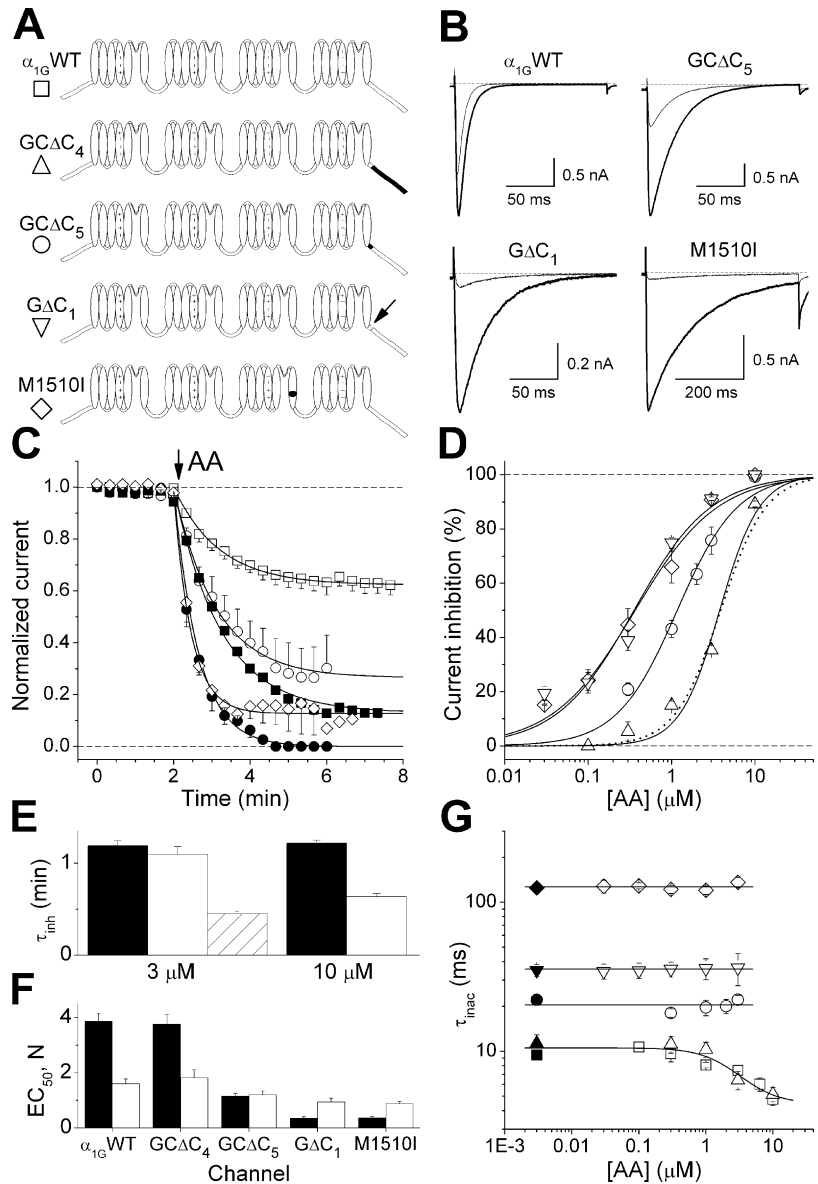 A
α1GWT
GCΔC4
GCΔC5
GΔC1
M1510I
B
α1GWT
GCΔC5
0.5 nA
50 ms
0.5 nA
50 ms
GΔC1
M1510I
0.2 nA
50 ms
0.5 nA
200 ms
C
AA
1.0
0.8
0.6
0.4
0.2
0.0
0 2 4 6 8
Normalized current
Time (min)
D
100
80
60
40
20
0
0.01 0.1 1 10
Current inhibition (%)
[AA] (μM)
E
1
0
τinh (min)
3 μM 10 μM
F
4
2
0
EC50, N
α1GWT GCΔC4 GCΔC5 GΔC1 M1510I
Channel
G
100
10
τinac (ms)
1E-3 0.01 0.1 1 10
[AA] (μM)